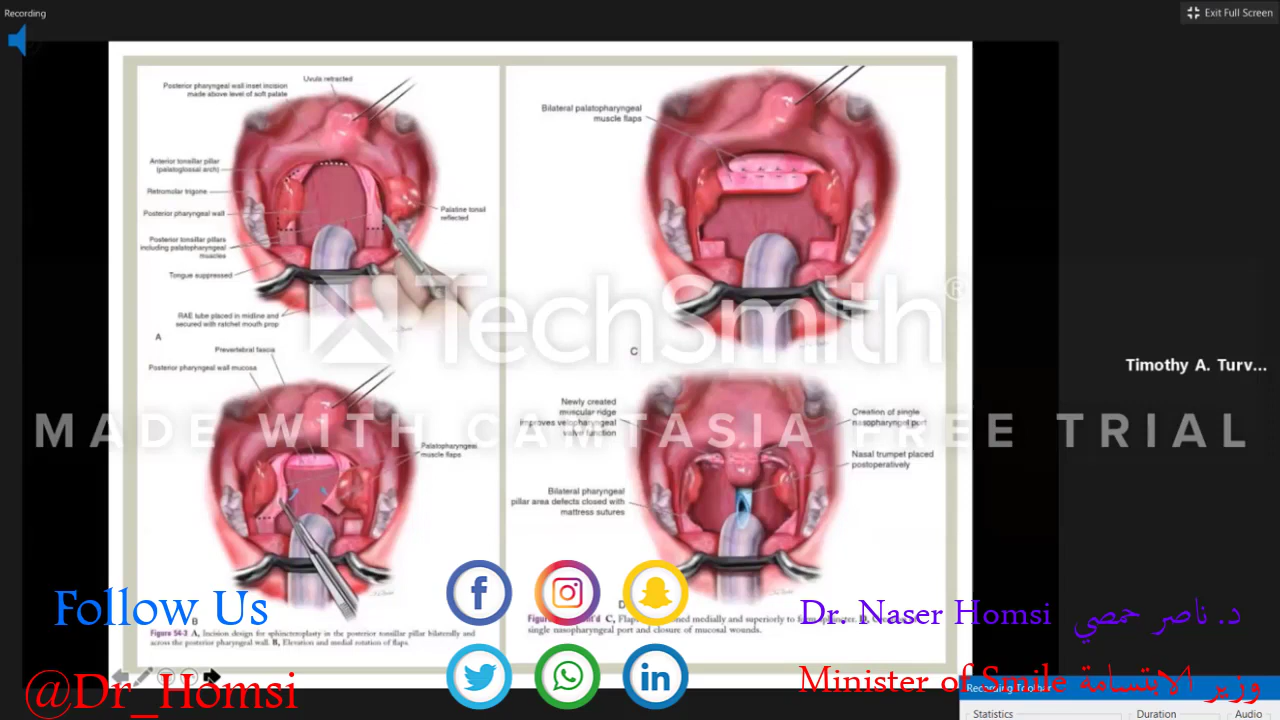 Recording
Exit Full Screen
Uvula retracted
Posterior pharyngeal wall inset incision
made above level of soft palate
Anterior tonsillar pillar
(palatoglossal arch)
Retromolar trigone
Posterior pharyngeal wall
Posterior tonsillar pillars
including palatopharyngeal
muscles
Tongue suppressed
RAE tube placed in midline and
secured with ratchet mouth prop
Palatine tonsil
reflected
A
Bilateral palatopharyngeal
muscle flaps
C
Prevertebral fascia
Posterior pharyngeal wall mucosa
Palatopharyngeal
muscle flaps
B
Newly created
muscular ridge
improves velopharyngeal
valve function
Creation of single
nasopharyngeal port
Nasal trumpet placed
postoperatively
Bilateral pharyngeal
pillar area defects closed with
mattress sutures
D
TechSmith®
MADE WITH CAMTASIA FREE TRIAL
Timothy A. Turv...
Figure 54-3 A, Incision design for sphincteroplasty in the posterior tonsillar pillar bilaterally and
across the posterior pharyngeal wall. B, Elevation and medial rotation of flaps.
'd C, medially and superiorly to
single nasopharyngeal port and closure of mucosal wounds.
Follow Us
@Dr_Homsi
Dr. Naser Homsi د. ناصر حمصي
Minister of Smile وزير الابتسامة
Recording Toolbar
Statistics Duration Audio